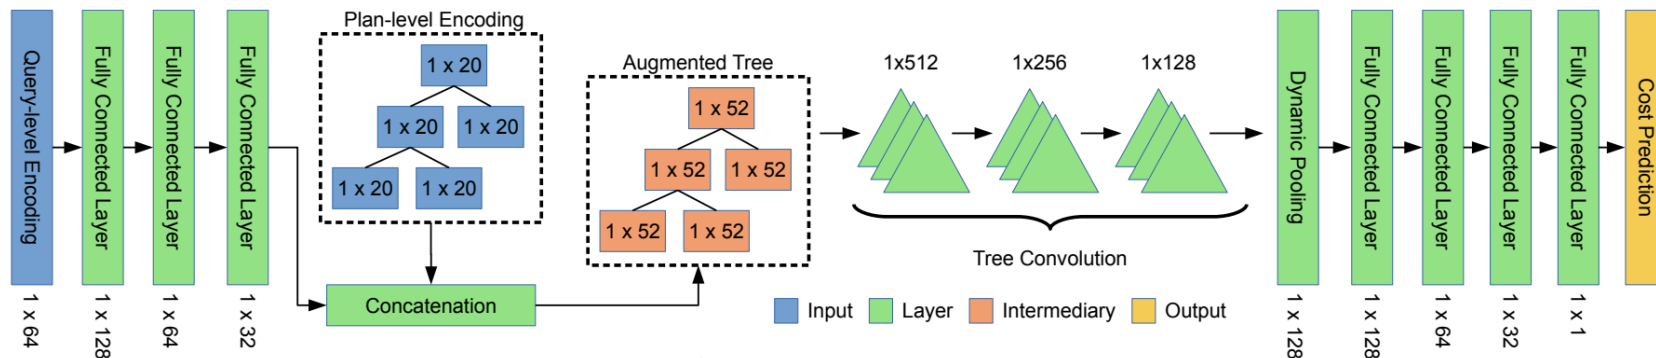 Query-level Encoding
1 x 64
Fully Connected Layer
1 x 128
Fully Connected Layer
1 x 64
Fully Connected Layer
1 x 32
Plan-level Encoding
1 x 20
1 x 20
1 x 20
1 x 20
1 x 20
Concatenation
Augmented Tree
1 x 52
1 x 52
1 x 52
1 x 52
1 x 52
1x512
1x256
1x128
Tree Convolution
Input
Layer
Intermediary
Output
Dynamic Pooling
1 x 128
Fully Connected Layer
1 x 128
Fully Connected Layer
1 x 64
Fully Connected Layer
1 x 32
Fully Connected Layer
1 x 1
Cost Prediction